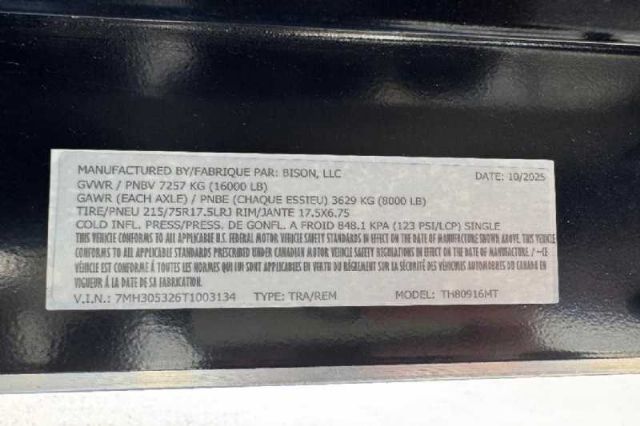 MANUFACTURED BY/FABRIQUE PAR: BISON, LLC DATE: 10/2025
GVWR / PNBV 7257 KG (16000 LB)
GAWR (EACH AXLE) / PNBE (CHAQUE ESSIEU) 3629 KG (8000 LB)
TIRE/PNEU 215/75R17.5LRJ RIM/JANTE 17.5X6.75
COLD INFL. PRESS/PRESS. DE GONFL. A FROID 848.1 KPA (123 PSI/LCP) SINGLE
THIS VEHICLE CONFORMS TO ALL APPLICABLE U.S. FEDERAL MOTOR VEHICLE SAFETY STANDARDS IN EFFECT ON THE DATE OF MANUFACTURE SHOWN ABOVE. / THIS VEHICLE
CONFORMS TO ALL APPLICABLE STANDARDS PRESCRIBED UNDER CANADIAN MOTOR VEHICLE SAFETY REGULATIONS IN EFFECT ON THE DATE OF MANUFACTURE / -CE
VÉHICULE EST CONFORME À TOUTES LES NORMES QUI LUI SONT APPLICABLES EN VERTU DU RÈGLEMENT SUR LA SÉCURITÉ DES VÉHICULES AUTOMOBILES DU CANADA EN
VIGUEUR À LA DATE DE SA FABRICATION.
V.I.N.: 7MH305326T1003134 TYPE: TRA/REM MODEL: TH80916MT